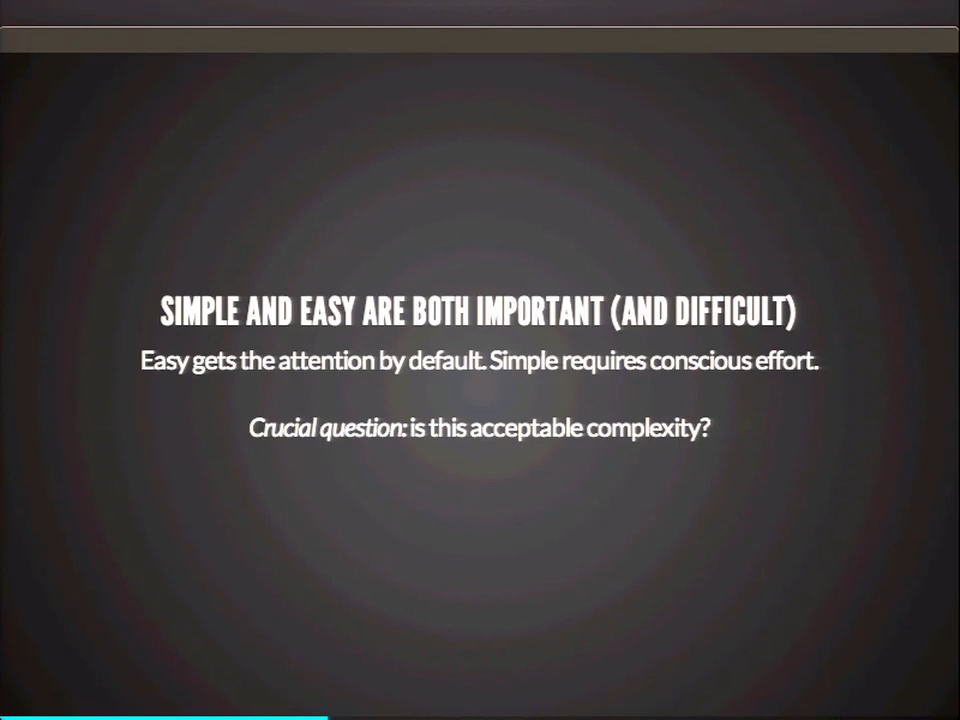 SIMPLE AND EASY ARE BOTH IMPORTANT (AND DIFFICULT)
Easy gets the attention by default. Simple requires conscious effort.
Crucial question: is this acceptable complexity?